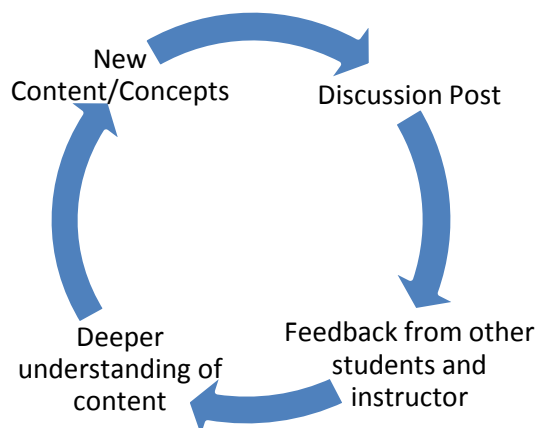 New
Content/Concepts
Discussion Post
Feedback from other
students and
instructor
Deeper
understanding of
content